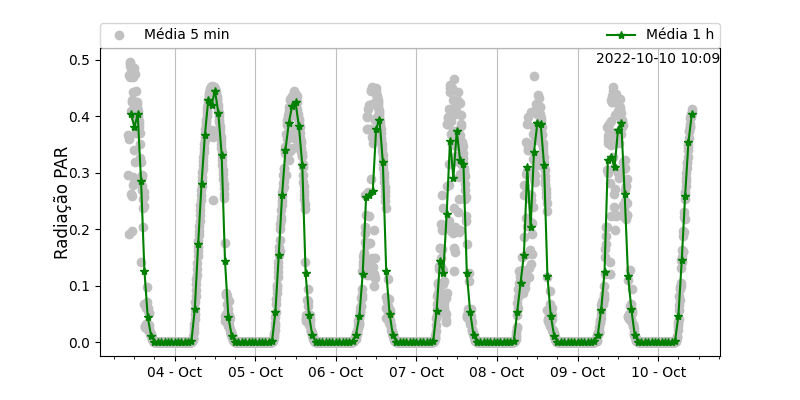 Média 5 min
Média 1 h
2022-10-10 10:09
Radiação PAR
0.5
0.4
0.3
0.2
0.1
0.0
04 - Oct
05 - Oct
06 - Oct
07 - Oct
08 - Oct
09 - Oct
10 - Oct